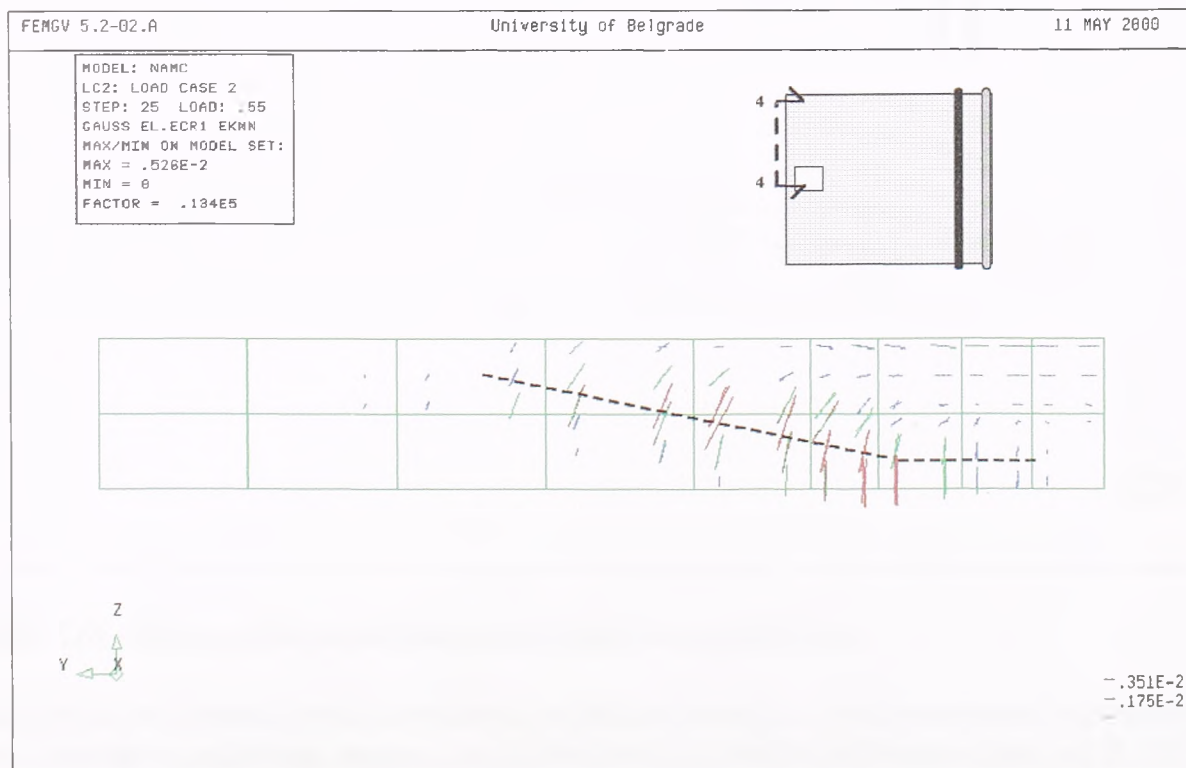 FEMGV 5.2-02.A University of Belgrade 11 MAY 2000
MODEL: NAMC
LC2: LOAD CASE 2
STEP: 25 LOAD: .55
GAUSS EL.ECR1 EKNN
MAX/MIN ON MODEL SET:
MAX = .526E-2
MIN = 0
FACTOR = .134E5
4
4
Z
Y X
.351E-2
.175E-2